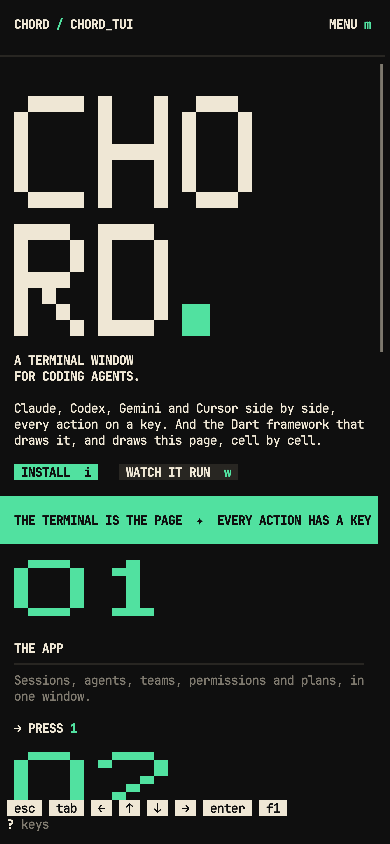 CHORD / CHORD_TUI
MENU m
CHO
RD.
A TERMINAL WINDOW
FOR CODING AGENTS.
Claude, Codex, Gemini and Cursor side by side,
every action on a key. And the Dart framework that
draws it, and draws this page, cell by cell.
INSTALL i
WATCH IT RUN w
THE TERMINAL IS THE PAGE ✦ EVERY ACTION HAS A KEY
01
THE APP
Sessions, agents, teams, permissions and plans, in
one window.
→ PRESS 1
02
esc tab ← ↑ ↓ → enter f1
? keys